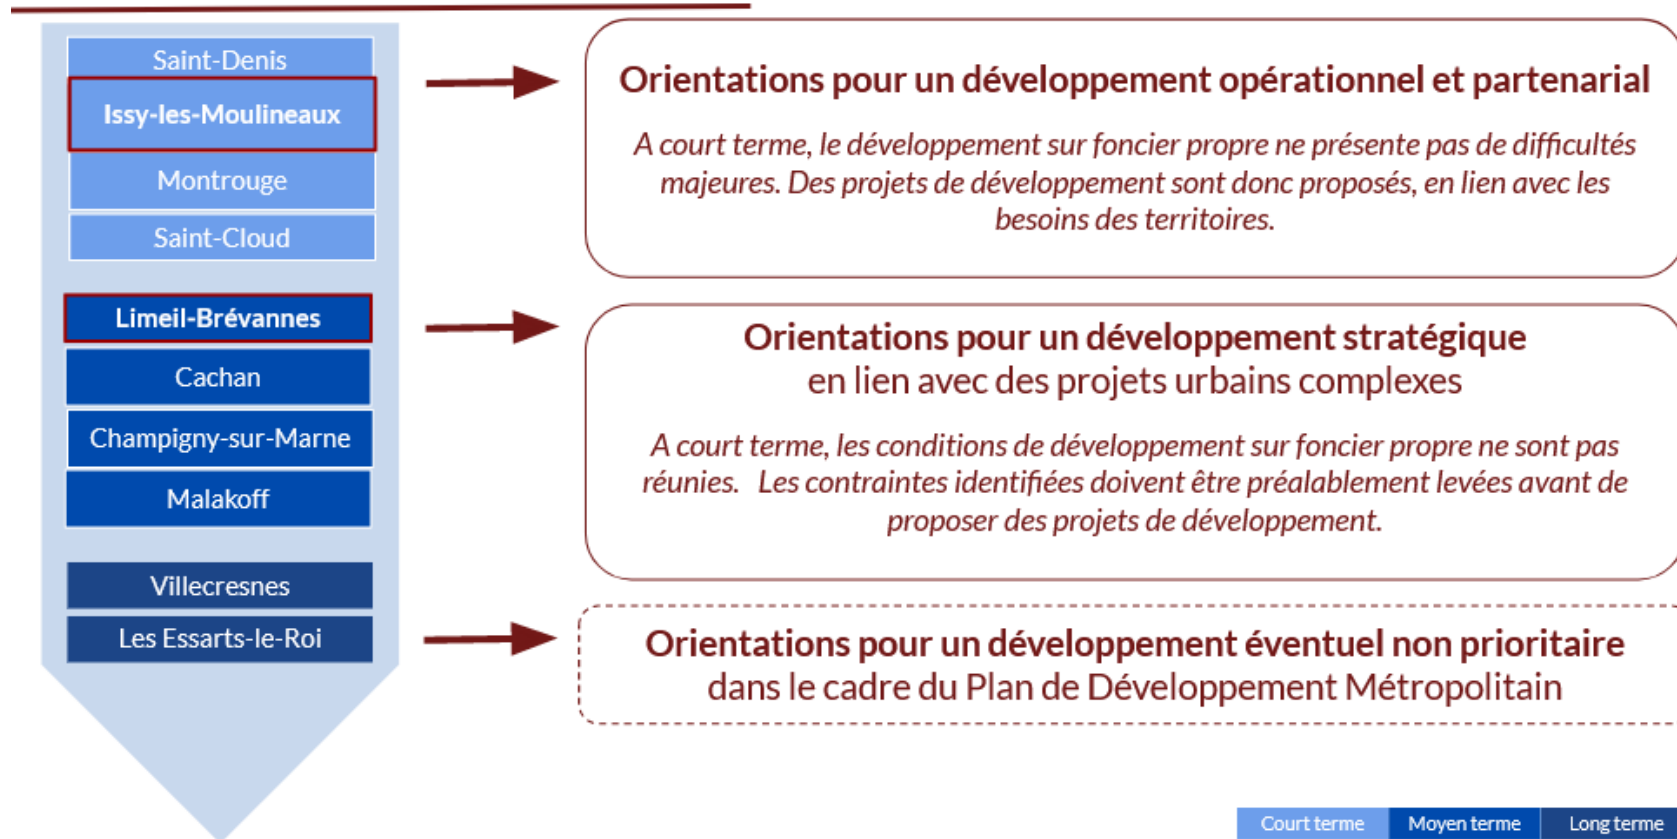 Saint-Denis
Issy-les-Moulineaux
Montrouge
Saint-Cloud
Limeil-Brévannes
Cachan
Champigny-sur-Marne
Malakoff
Villecresnes
Les Essarts-le-Roi
Orientations pour un développement opérationnel et partenarial
A court terme, le développement sur foncier propre ne présente pas de difficultés
majeures. Des projets de développement sont donc proposés, en lien avec les
besoins des territoires.
Orientations pour un développement stratégique
en lien avec des projets urbains complexes
A court terme, les conditions de développement sur foncier propre ne sont pas
réunies. Les contraintes identifiées doivent être préalablement levées avant de
proposer des projets de développement.
Orientations pour un développement éventuel non prioritaire
dans le cadre du Plan de Développement Métropolitain
Court terme Moyen terme Long terme